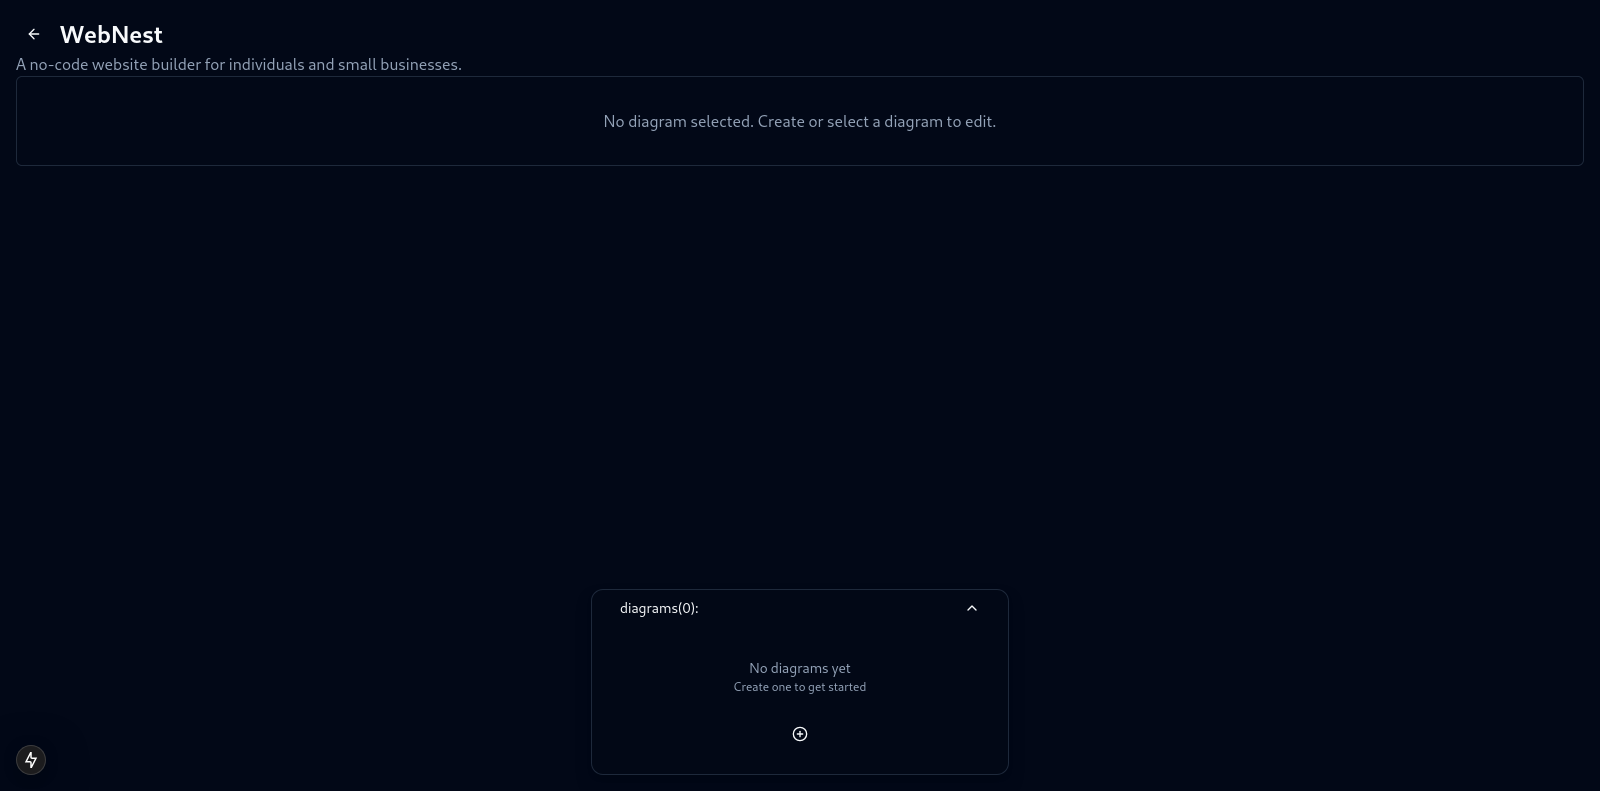 WebNest
A no-code website builder for individuals and small businesses.
No diagram selected. Create or select a diagram to edit.
diagrams(0):
No diagrams yet
Create one to get started